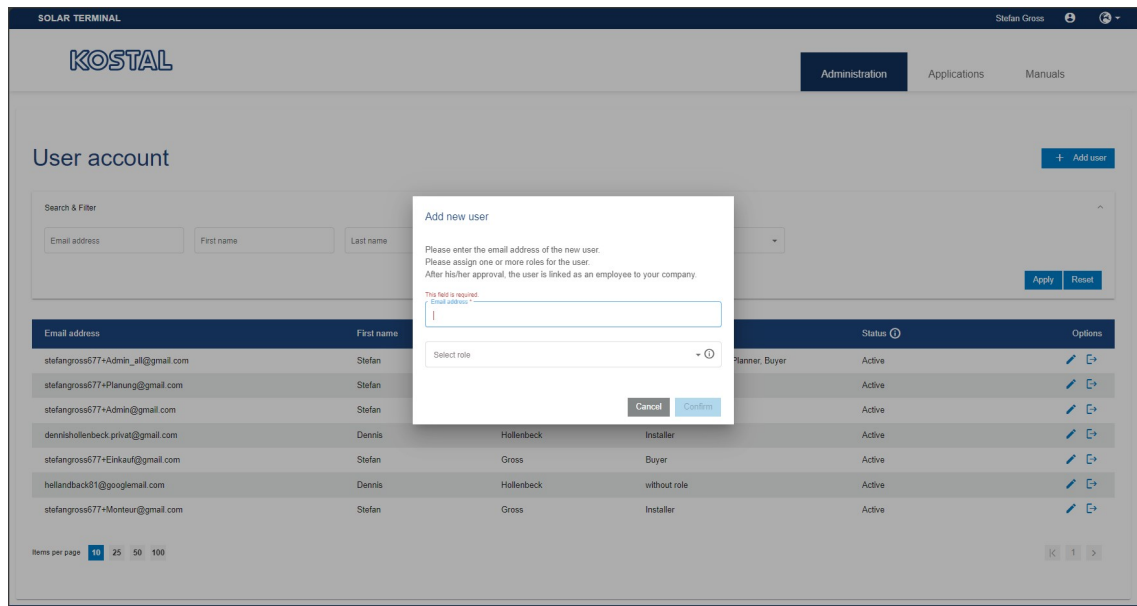 SOLAR TERMINAL
Stefan Gross
KOSTAL
Administration Applications Manuals
User account
+ Add user
Search & Filter
Email address First name Last name
Apply Reset
Add new user
Please enter the email address of the new user.
Please assign one or more roles for the user.
After his/her approval, the user is linked as an employee to your company.
This field is required.
Email address *
Select role
Cancel Confirm
Email address First name Status Options
stefangross677+Admin_all@gmail.com Stefan Planner, Buyer Active
stefangross677+Planung@gmail.com Stefan Active
stefangross677+Admin@gmail.com Stefan Active
dennishollenbeck.privat@gmail.com Dennis Hollenbeck Installer Active
stefangross677+Einkauf@gmail.com Stefan Gross Buyer Active
hellandback81@googlemail.com Dennis Hollenbeck without role Active
stefangross677+Monteur@gmail.com Stefan Gross Installer Active
Items per page 10 25 50 100
1